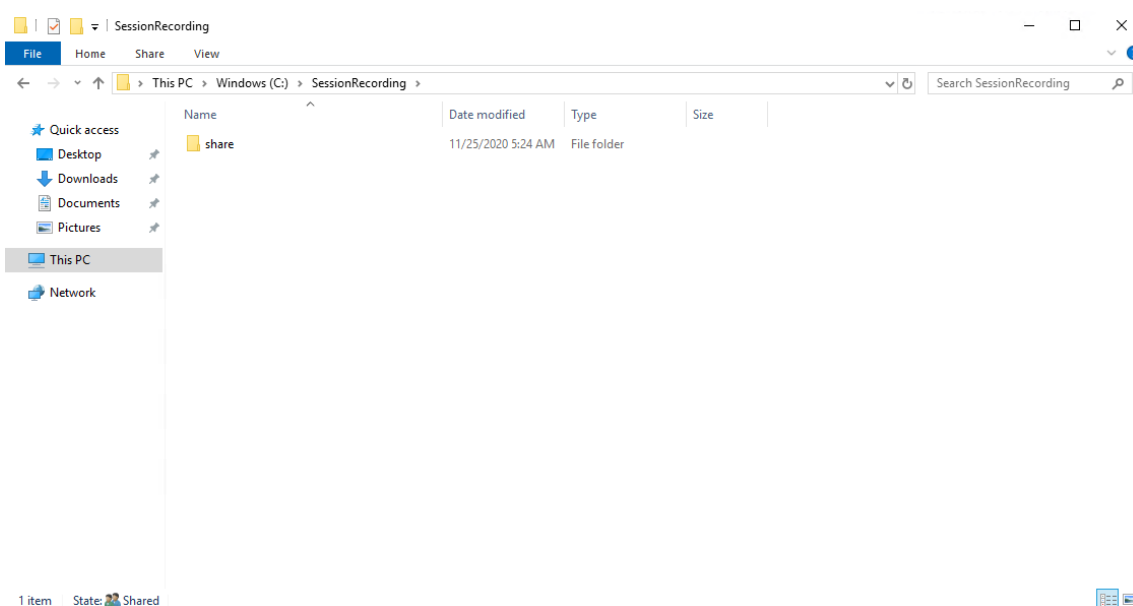 SessionRecording
File Home Share View
This PC > Windows (C:) > SessionRecording >
Search SessionRecording
Name Date modified Type Size
Quick access
share 11/25/2020 5:24 AM File folder
Desktop
Downloads
Documents
Pictures
This PC
Network
1 item State: Shared